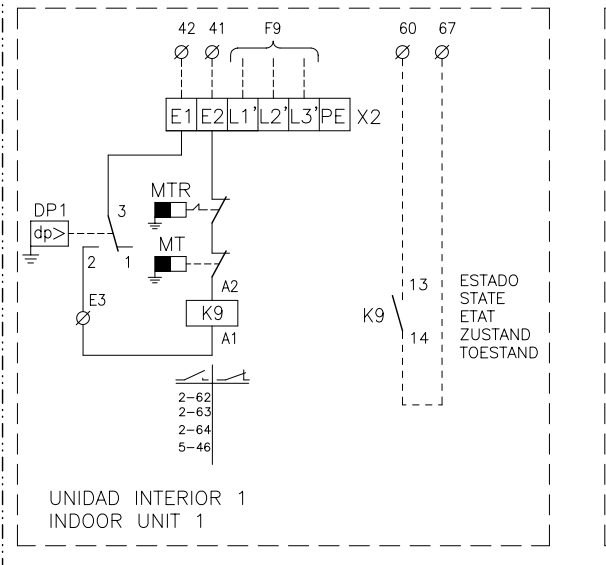 42 41 F9 60 67
E1 E2 L1' L2' L3' PE X2
MTR
DP1 3
dp>
MT
2 1
A2
E3
K9
A1
13
K9
14
ESTADO
STATE
ETAT
ZUSTAND
TOESTAND
2-62
2-63
2-64
5-46
UNIDAD INTERIOR 1
INDOOR UNIT 1